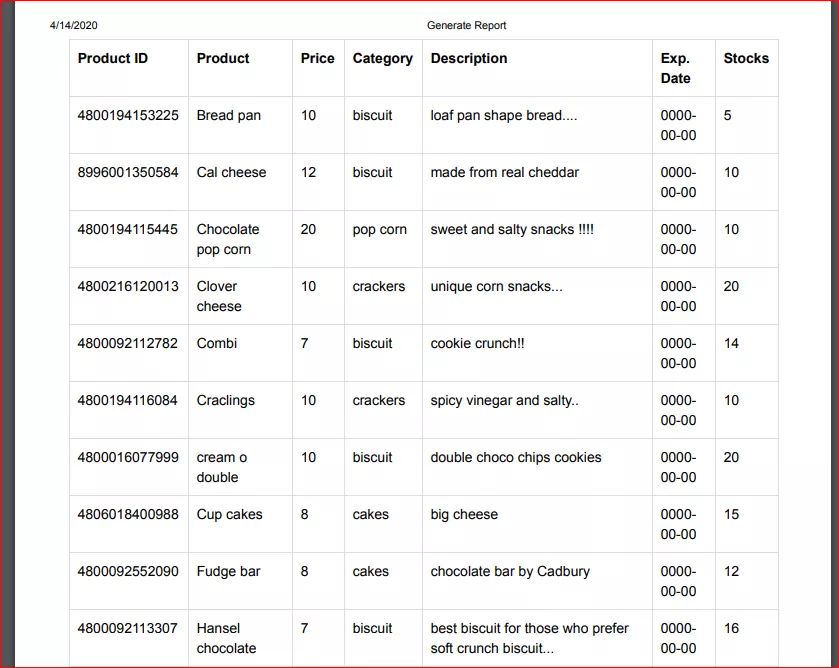 4/14/2020 Generate Report
Product ID Product Price Category Description Exp. Stocks
Date
4800194153225 Bread pan 10 biscuit loaf pan shape bread.... 0000- 5
00-00
8996001350584 Cal cheese 12 biscuit made from real cheddar 0000- 10
00-00
4800194115445 Chocolate 20 pop corn sweet and salty snacks !!!! 0000- 10
pop corn 00-00
4800216120013 Clover 10 crackers unique corn snacks... 0000- 20
cheese 00-00
4800092112782 Combi 7 biscuit cookie crunch!! 0000- 14
00-00
4800194116084 Craclings 10 crackers spicy vinegar and salty.. 0000- 10
00-00
4800016077999 cream o 10 biscuit double choco chips cookies 0000- 20
double 00-00
4806018400988 Cup cakes 8 cakes big cheese 0000- 15
00-00
4800092552090 Fudge bar 8 cakes chocolate bar by Cadbury 0000- 12
00-00
4800092113307 Hansel 7 biscuit best biscuit for those who prefer 0000- 16
chocolate soft crunch biscuit... 00-00